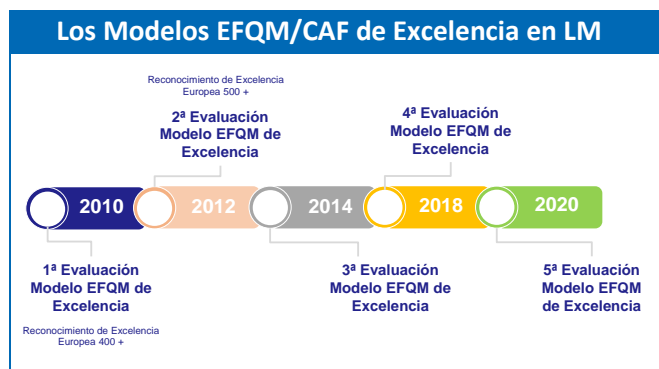 Los Modelos EFQM/CAF de Excelencia en LM
Reconocimiento de Excelencia
Europea 500 +
2ª Evaluación
Modelo EFQM de
Excelencia
4ª Evaluación
Modelo EFQM de
Excelencia
2010
2012
2014
2018
2020
1ª Evaluación
Modelo EFQM de
Excelencia
Reconocimiento de Excelencia
Europea 400 +
3ª Evaluación
Modelo EFQM de
Excelencia
5ª Evaluación
Modelo EFQM
de Excelencia